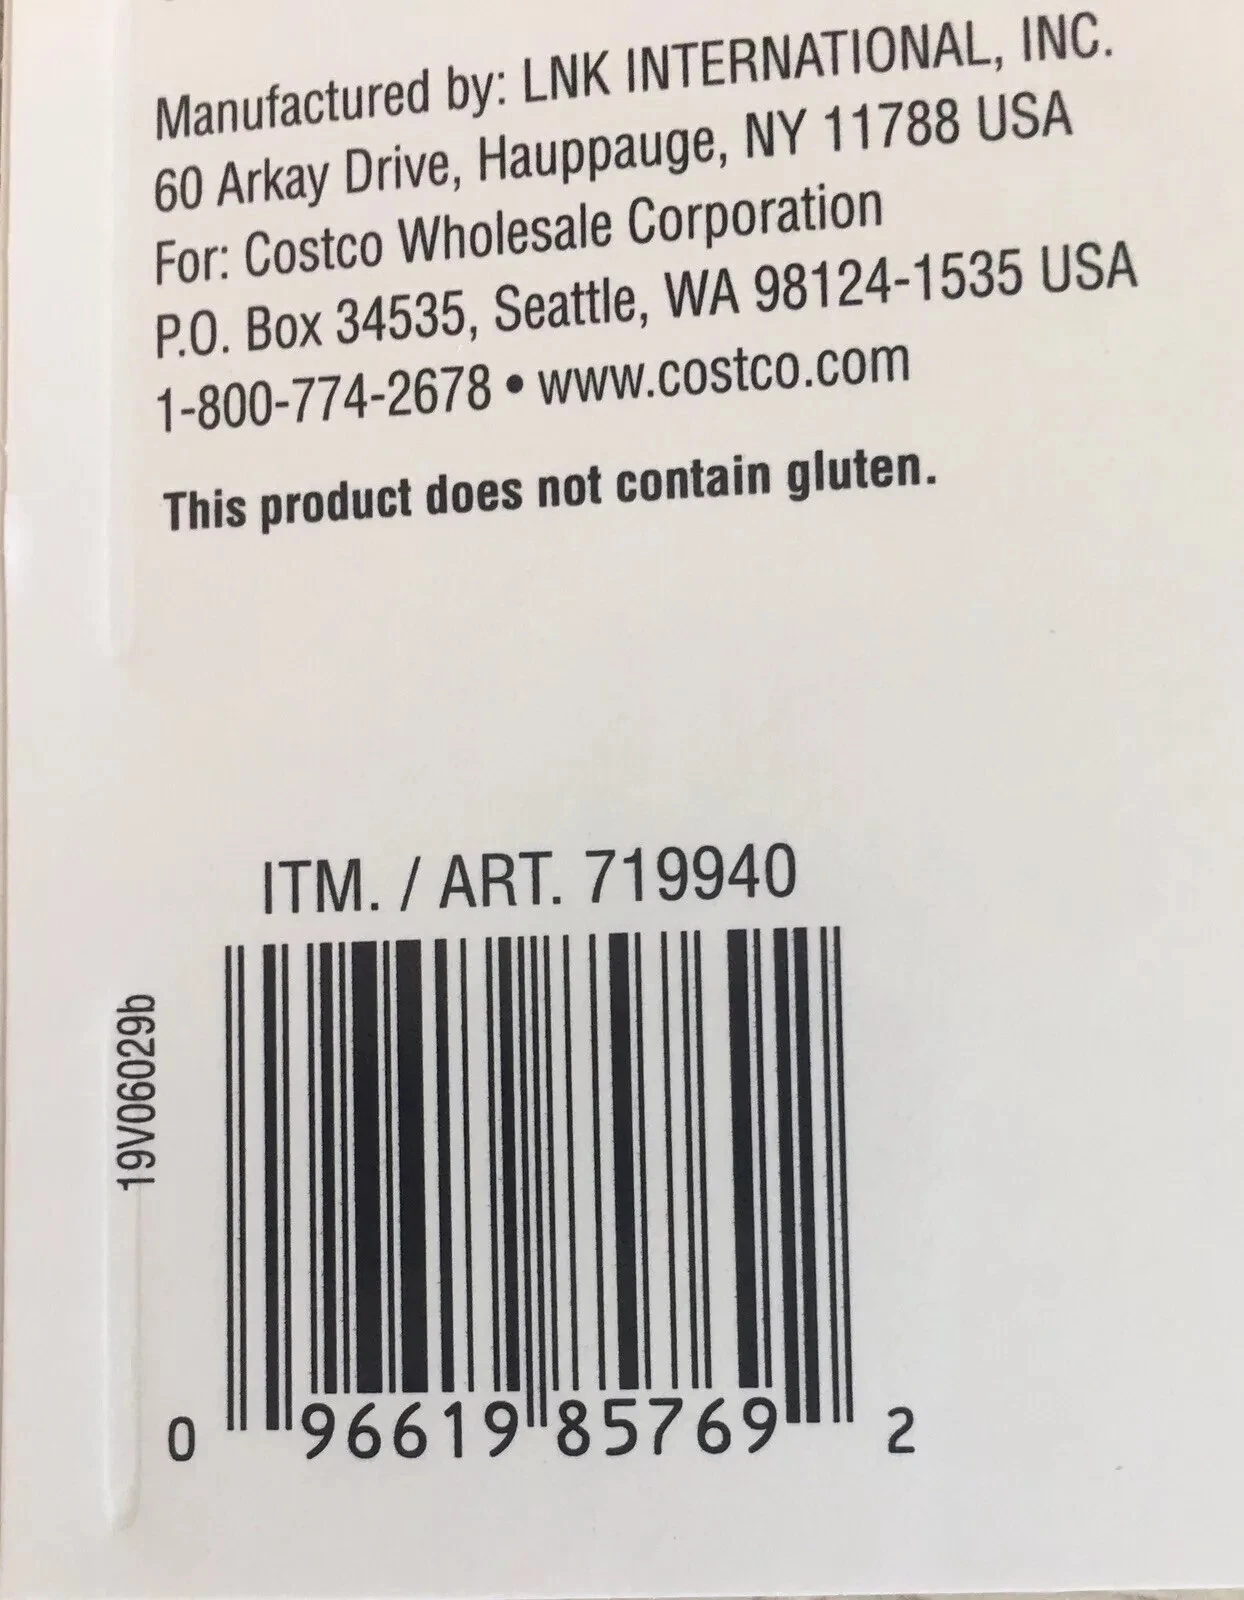 Manufactured by: LNK INTERNATIONAL, INC.
60 Arkay Drive, Hauppauge, NY 11788 USA
For: Costco Wholesale Corporation
P.O. Box 34535, Seattle, WA 98124-1535 USA
1-800-774-2678 • www.costco.com
This product does not contain gluten.
ITM. / ART. 719940
19V06029b
0 96619 85769 2